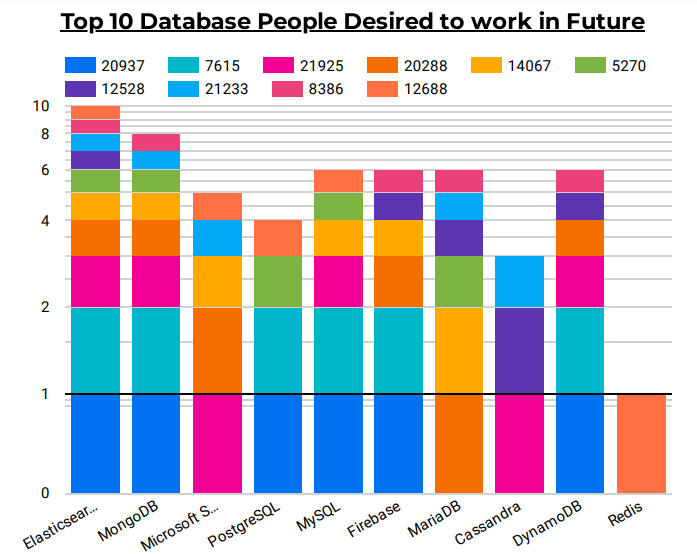 Top 10 Database People Desired to work in Future
20937 7615 21925 20288 14067 5270
12528 21233 8386 12688
10
8
6
4
2
1
0
Elasticsear... MongoDB Microsoft S... PostgreSQL MySQL Firebase MariaDB Cassandra DynamoDB Redis